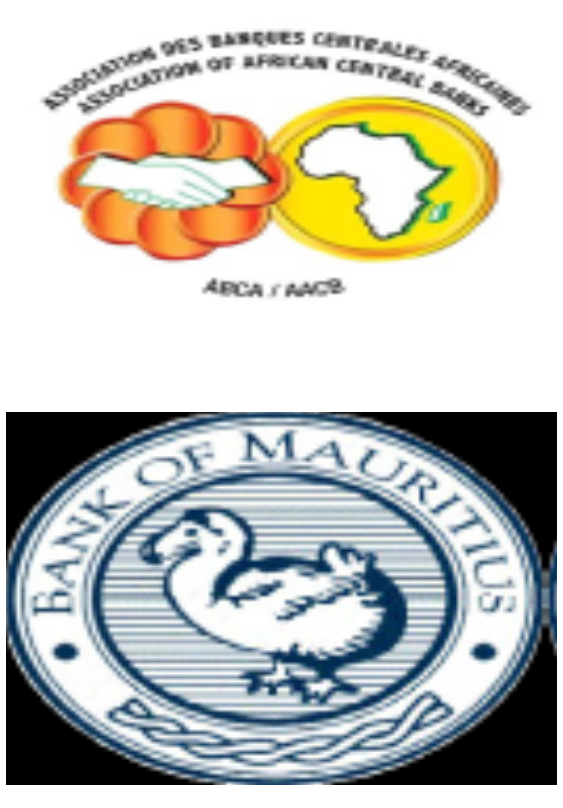 ASSOCIATION DES BANQUES CENTRALES AFRICAINES
ASSOCIATION OF AFRICAN CENTRAL BANKS
ABCA / AACB
BANK OF MAURITIUS